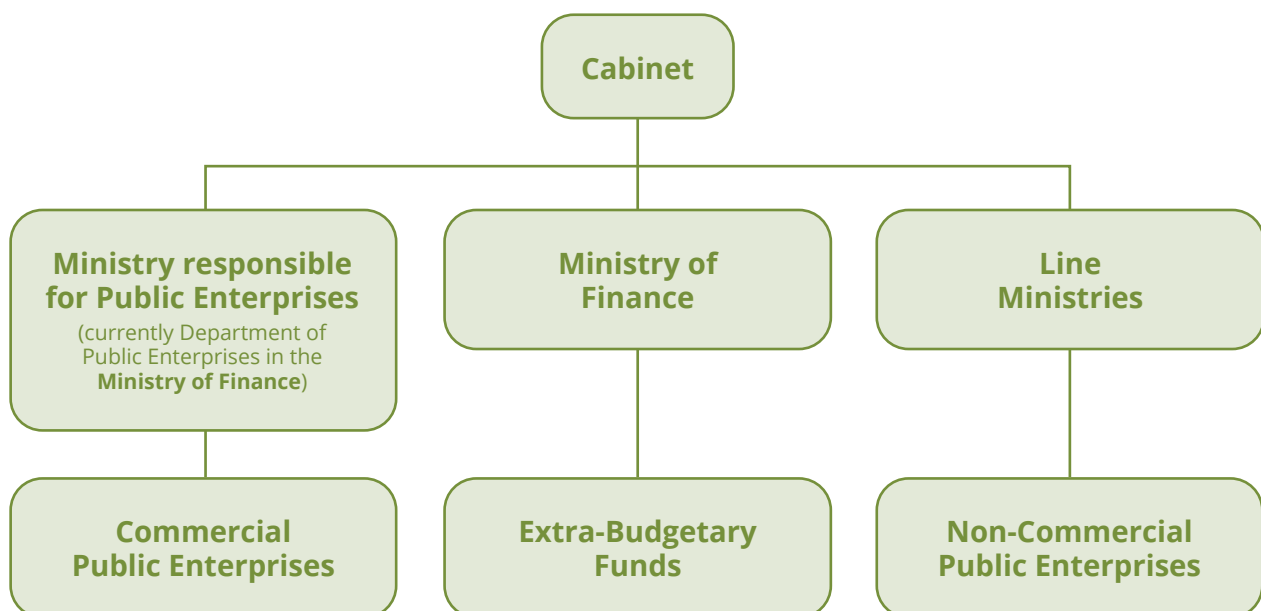 Cabinet
Ministry responsible
for Public Enterprises
(currently Department of
Public Enterprises in the
Ministry of Finance)
Ministry of
Finance
Line
Ministries
Commercial
Public Enterprises
Extra-Budgetary
Funds
Non-Commercial
Public Enterprises